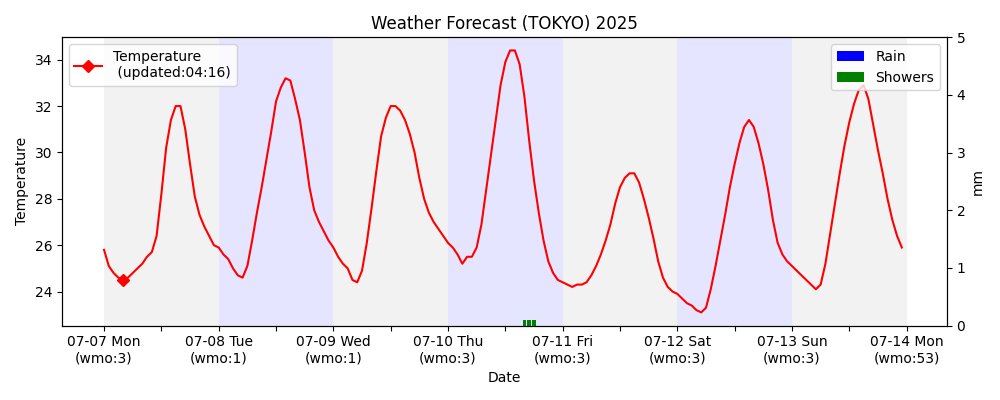 Weather Forecast (TOKYO) 2025
Temperature
(updated:04:16)
Rain
Showers
34
32
30
28
26
24
Temperature
5
4
3
2
1
0
mm
07-07 Mon
(wmo:3)
07-08 Tue
(wmo:1)
07-09 Wed
(wmo:1)
07-10 Thu
(wmo:3)
07-11 Fri
(wmo:3)
07-12 Sat
(wmo:3)
07-13 Sun
(wmo:3)
07-14 Mon
(wmo:53)
Date